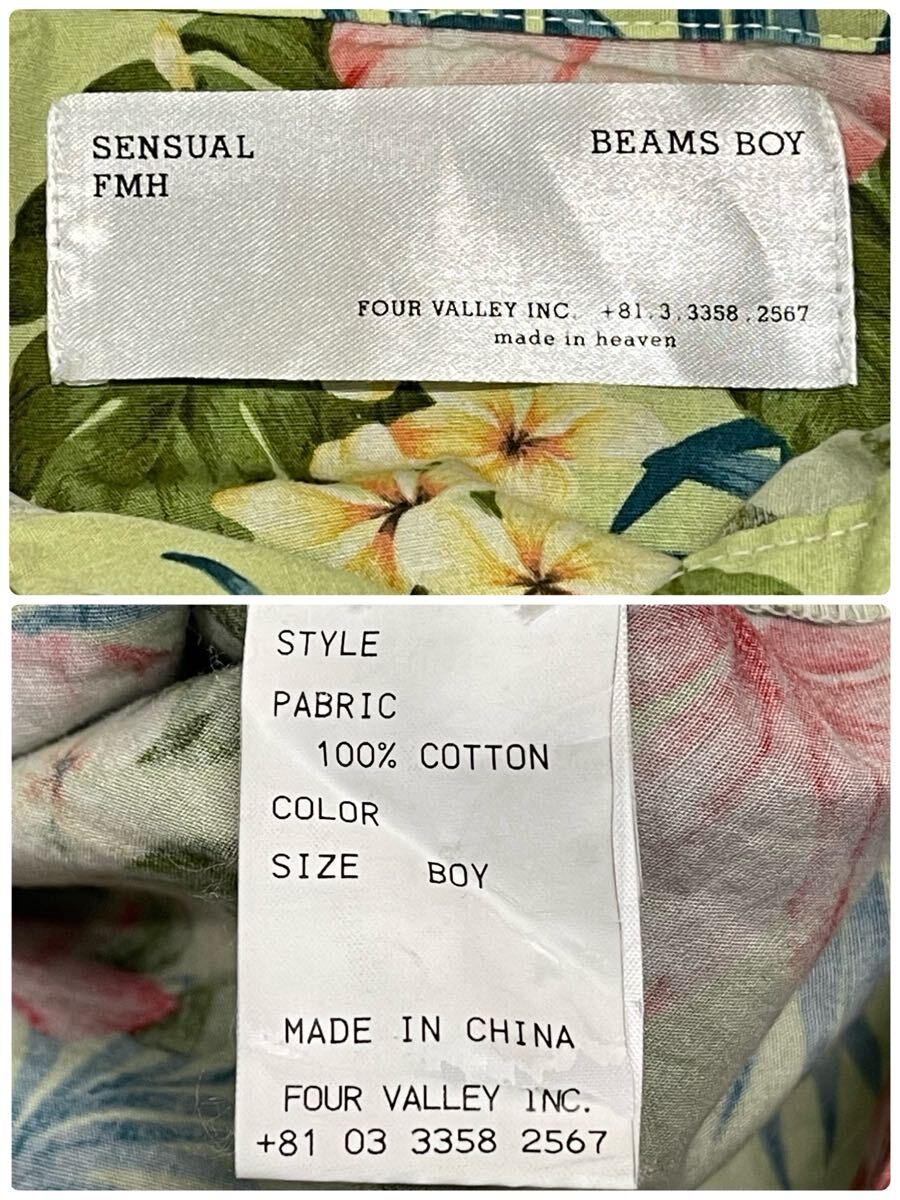 SENSUAL BEAMS BOY
FMH
FOUR VALLEY INC. +81.3.3358.2567
made in heaven
STYLE
PABRIC
100% COTTON
COLOR
SIZE BOY
MADE IN CHINA
FOUR VALLEY INC.
+81 03 3358 2567